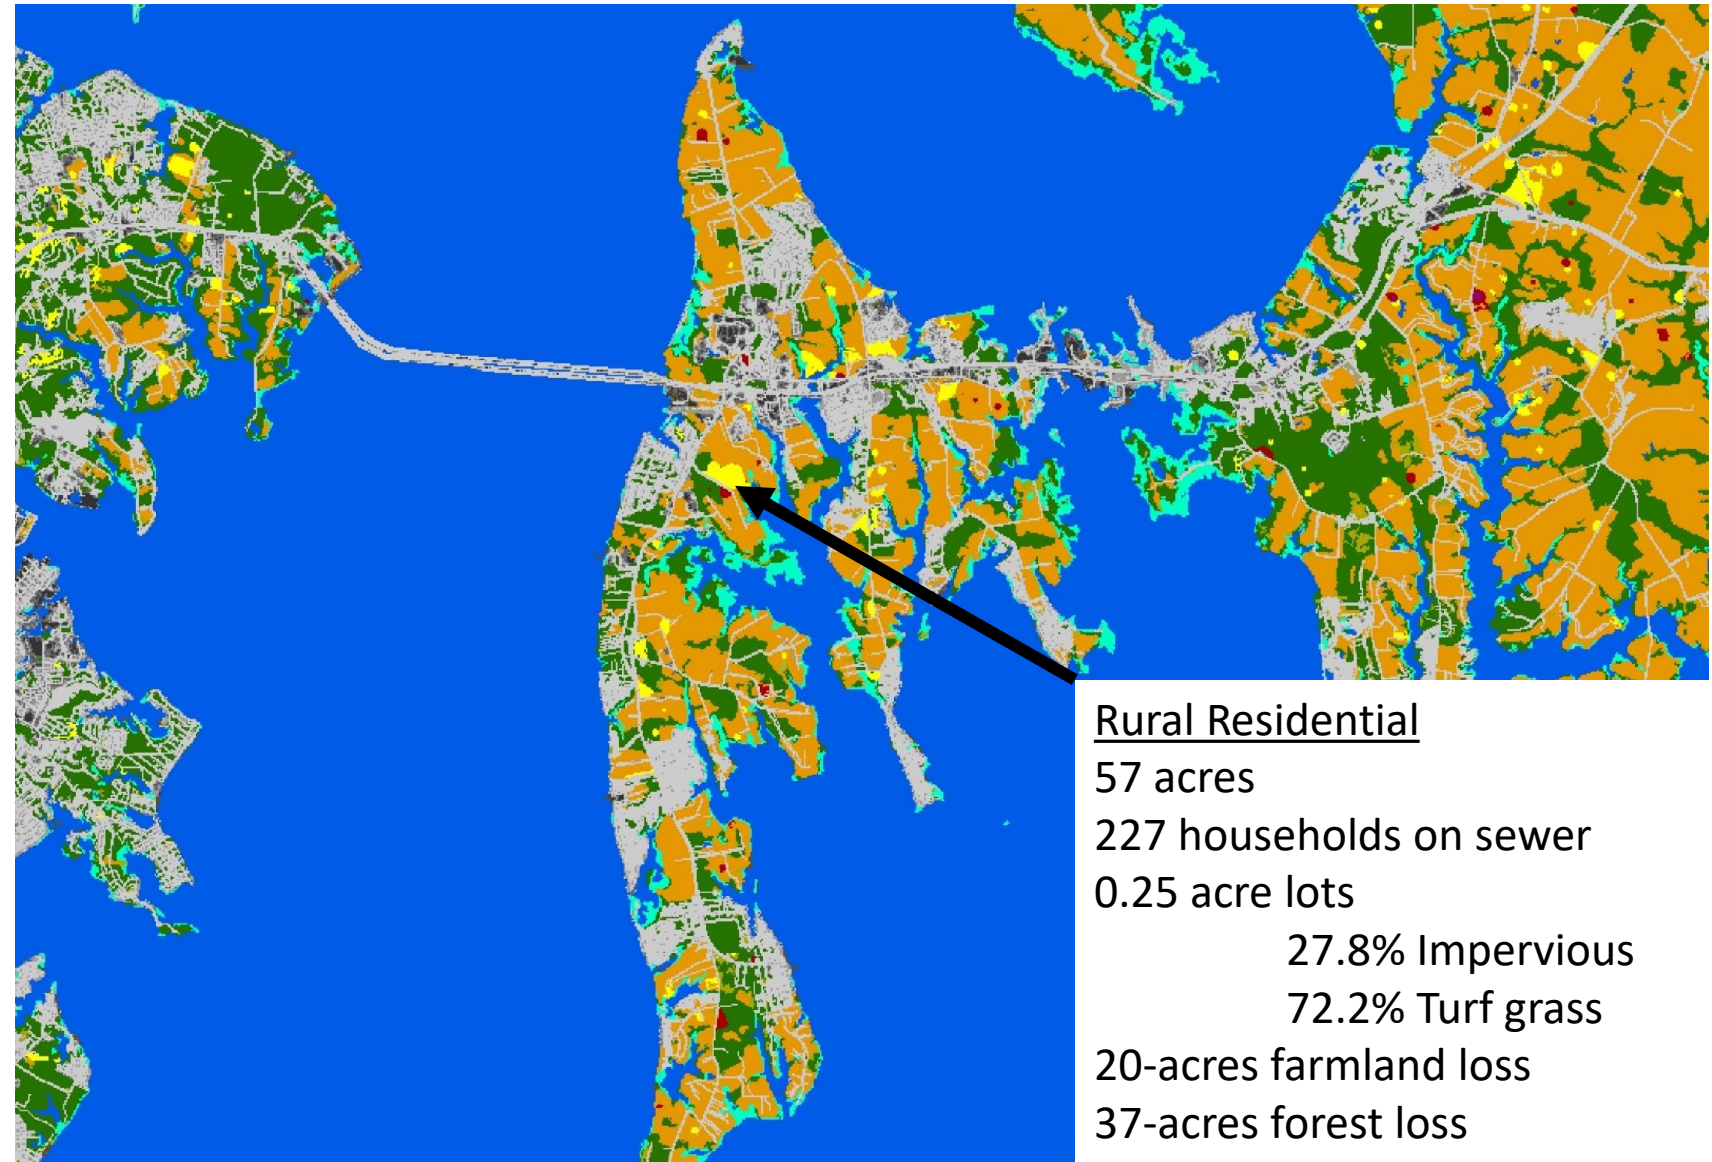 Rural Residential
57 acres
227 households on sewer
0.25 acre lots
27.8% Impervious
72.2% Turf grass
20-acres farmland loss
37-acres forest loss